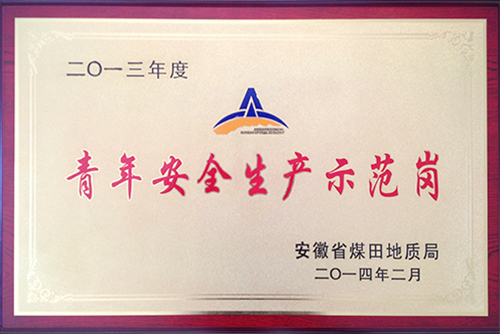 二〇一三年度
青年安全生产示范岗
安徽省煤田地质局
二〇一四年二月